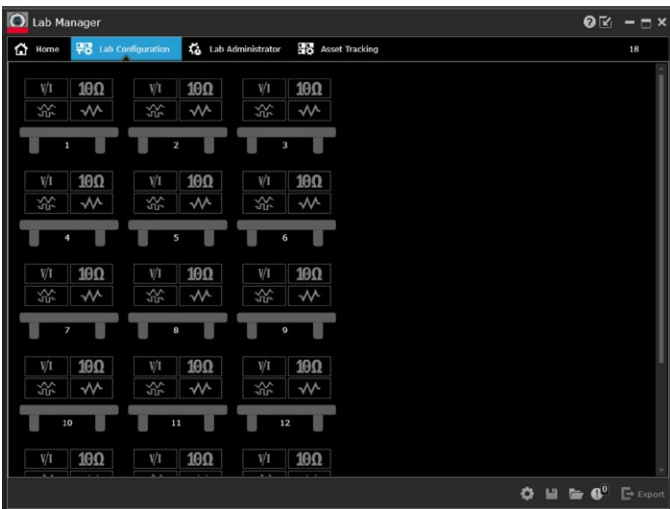 Lab Manager
Home Lab Configuration Lab Administrator Asset Tracking 18
V/I 10Ω V/I 10Ω V/I 10Ω
1 2 3
V/I 10Ω V/I 10Ω V/I 10Ω
4 5 6
V/I 10Ω V/I 10Ω V/I 10Ω
7 8 9
V/I 10Ω V/I 10Ω V/I 10Ω
10 11 12
V/I 10Ω V/I 10Ω V/I 10Ω
0 Export